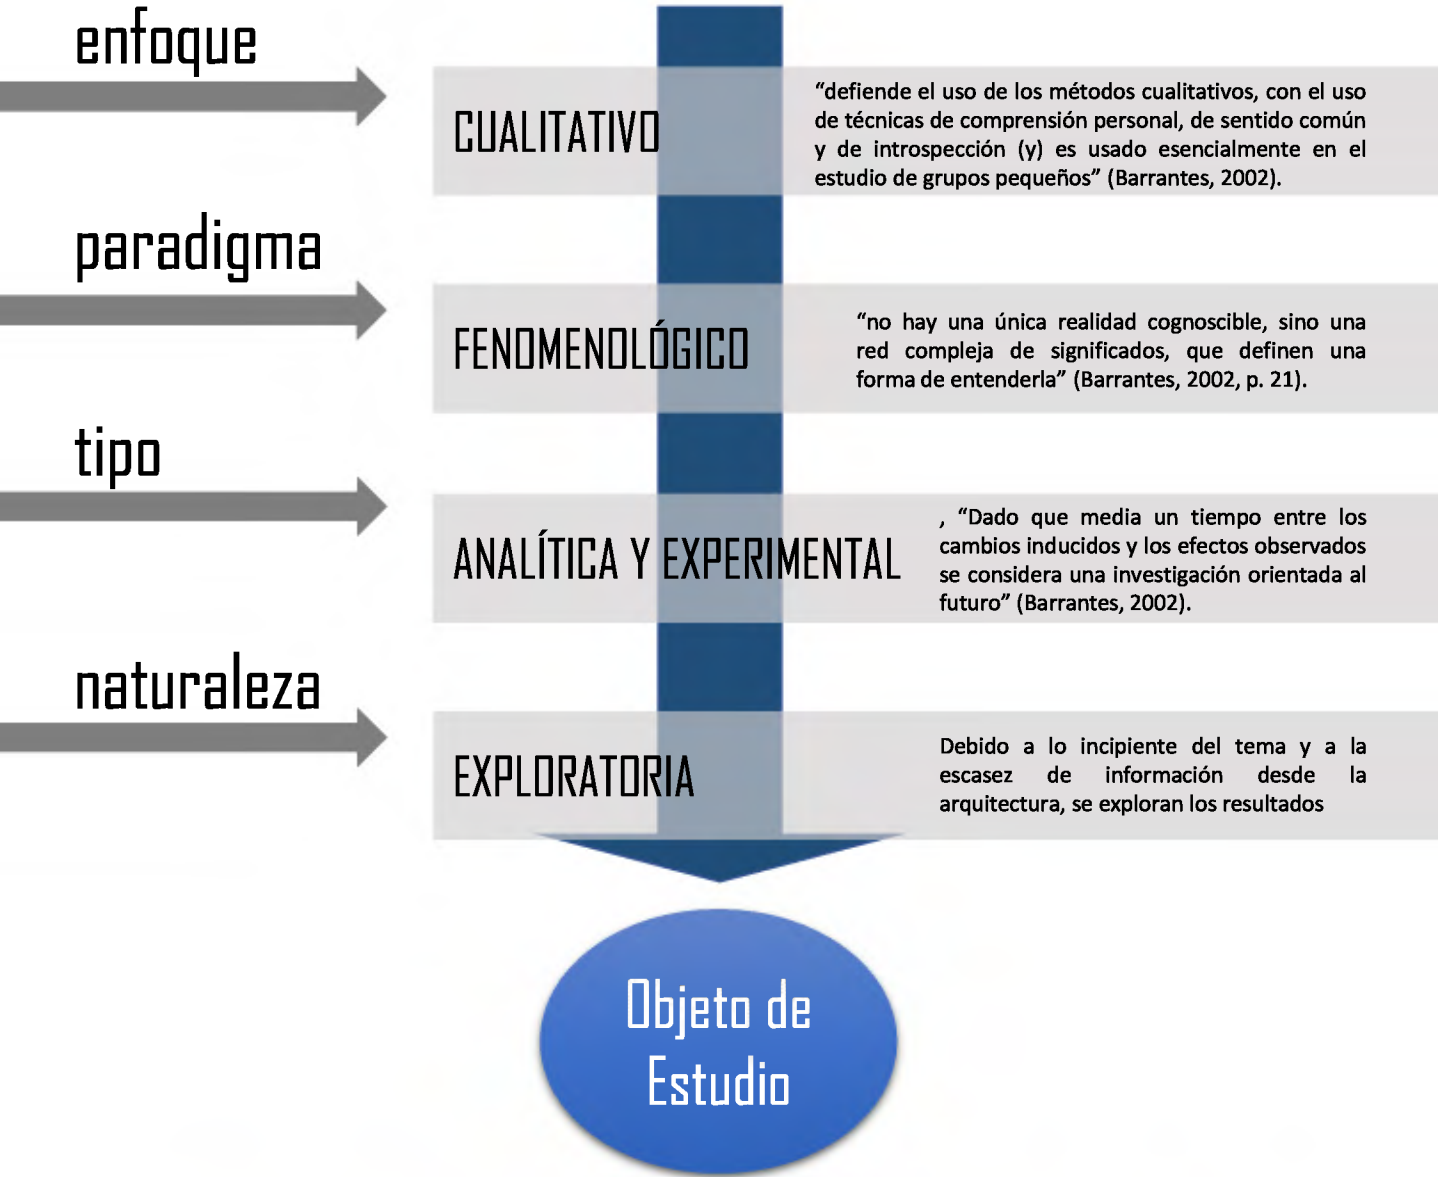 enfoque
CUALITATIVO
“defiende el uso de los métodos cualitativos, con el uso
de técnicas de comprensión personal, de sentido común
y de introspección (y) es usado esencialmente en el
estudio de grupos pequeños” (Barrantes, 2002).
paradigma
FENOMENOLÓGICO
“no hay una única realidad cognoscible, sino una
red compleja de significados, que definen una
forma de entenderla” (Barrantes, 2002, p. 21).
tipo
ANALÍTICA Y EXPERIMENTAL
, “Dado que media un tiempo entre los
cambios inducidos y los efectos observados
se considera una investigación orientada al
futuro” (Barrantes, 2002).
naturaleza
EXPLORATORIA
Debido a lo incipiente del tema y a la
escasez de información desde la
arquitectura, se exploran los resultados
Objeto de
Estudio